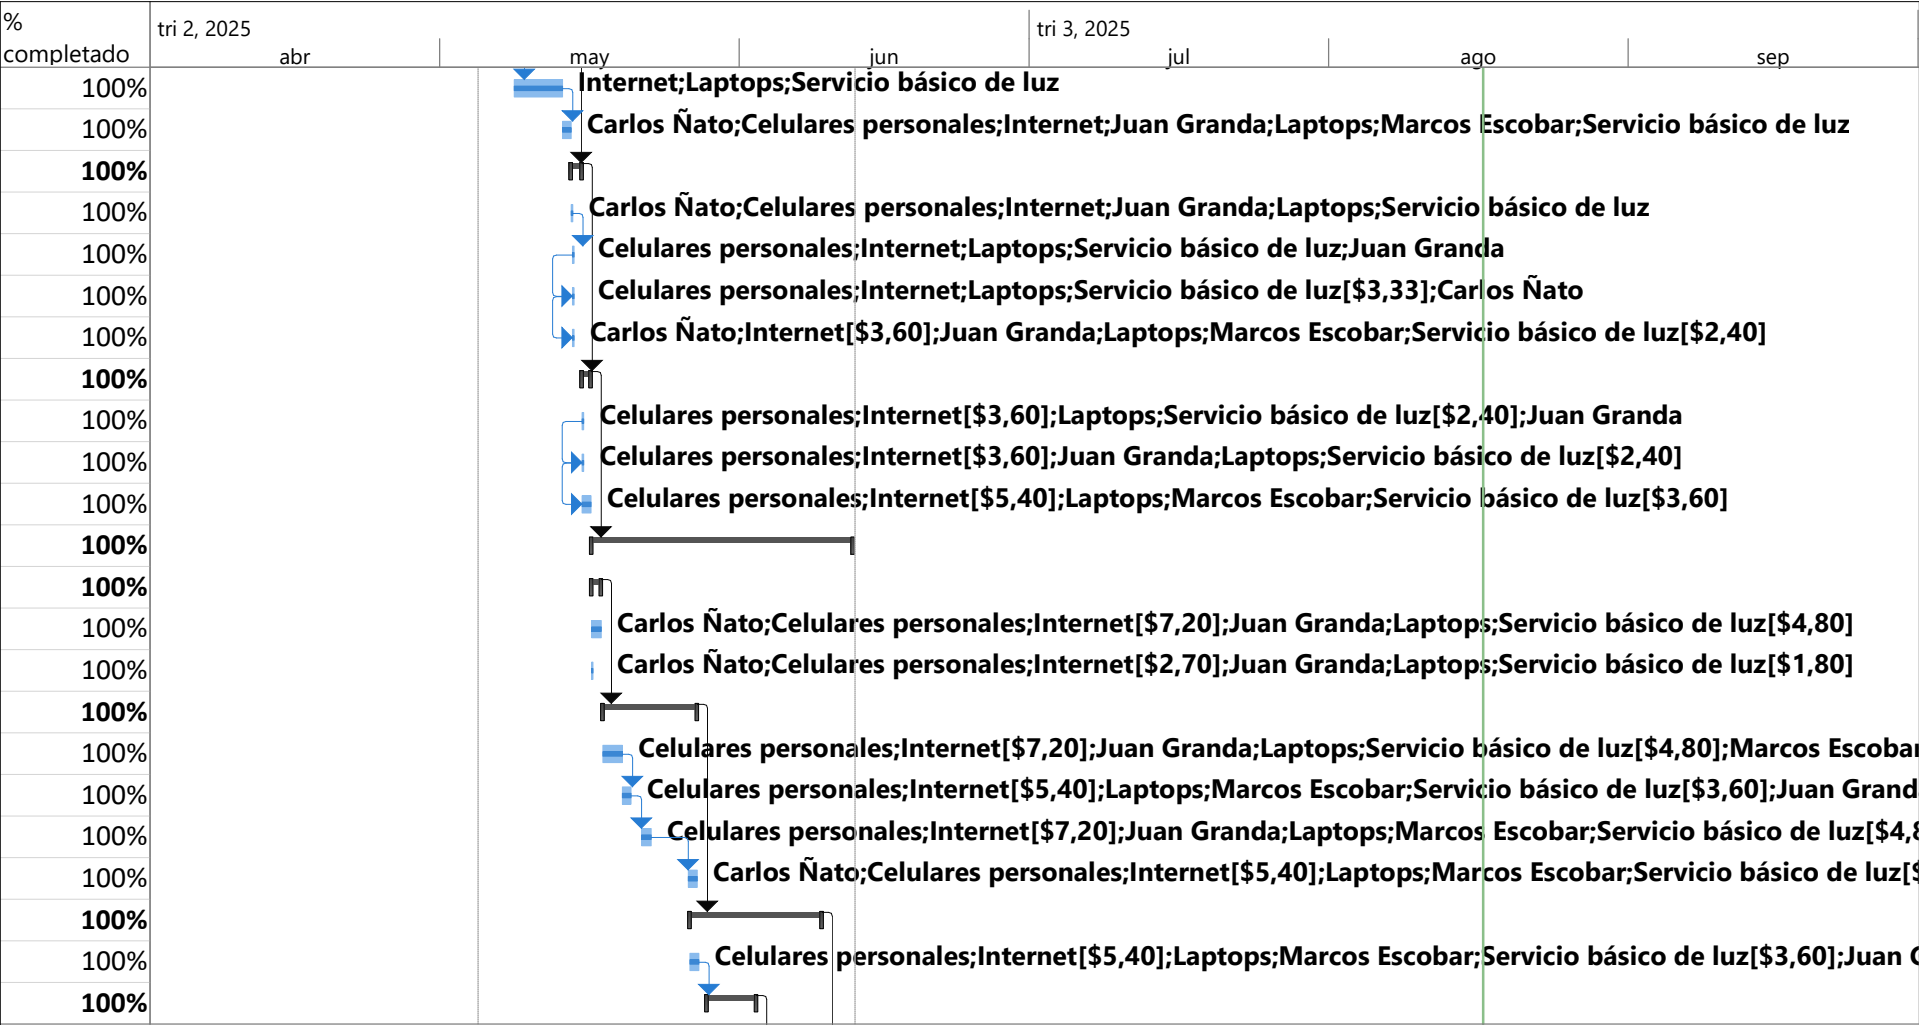 %
completado
tri 2, 2025
tri 3, 2025
abr
may
jun
jul
ago
sep
100% Internet;Laptops;Servicio básico de luz
100% Carlos Ñato;Celulares personales;Internet;Juan Granda;Laptops;Marcos Escobar;Servicio básico de luz
100%
100% Carlos Ñato;Celulares personales;Internet;Juan Granda;Laptops;Servicio básico de luz
100% Celulares personales;Internet;Laptops;Servicio básico de luz;Juan Granda
100% Celulares personales;Internet;Laptops;Servicio básico de luz[$3,33];Carlos Ñato
100% Carlos Ñato;Internet[$3,60];Juan Granda;Laptops;Marcos Escobar;Servicio básico de luz[$2,40]
100%
100% Celulares personales;Internet[$3,60];Laptops;Servicio básico de luz[$2,40];Juan Granda
100% Celulares personales;Internet[$3,60];Juan Granda;Laptops;Servicio básico de luz[$2,40]
100% Celulares personales;Internet[$5,40];Laptops;Marcos Escobar;Servicio básico de luz[$3,60]
100%
100%
100% Carlos Ñato;Celulares personales;Internet[$7,20];Juan Granda;Laptops;Servicio básico de luz[$4,80]
100% Carlos Ñato;Celulares personales;Internet[$2,70];Juan Granda;Laptops;Servicio básico de luz[$1,80]
100%
100% Celulares personales;Internet[$7,20];Juan Granda;Laptops;Servicio básico de luz[$4,80];Marcos Escobar
100% Celulares personales;Internet[$5,40];Laptops;Marcos Escobar;Servicio básico de luz[$3,60];Juan Grand
100% Celulares personales;Internet[$7,20];Juan Granda;Laptops;Marcos Escobar;Servicio básico de luz[$4,8
100% Carlos Ñato;Celulares personales;Internet[$5,40];Laptops;Marcos Escobar;Servicio básico de luz[$
100%
100% Celulares personales;Internet[$5,40];Laptops;Marcos Escobar;Servicio básico de luz[$3,60];Juan G
100%